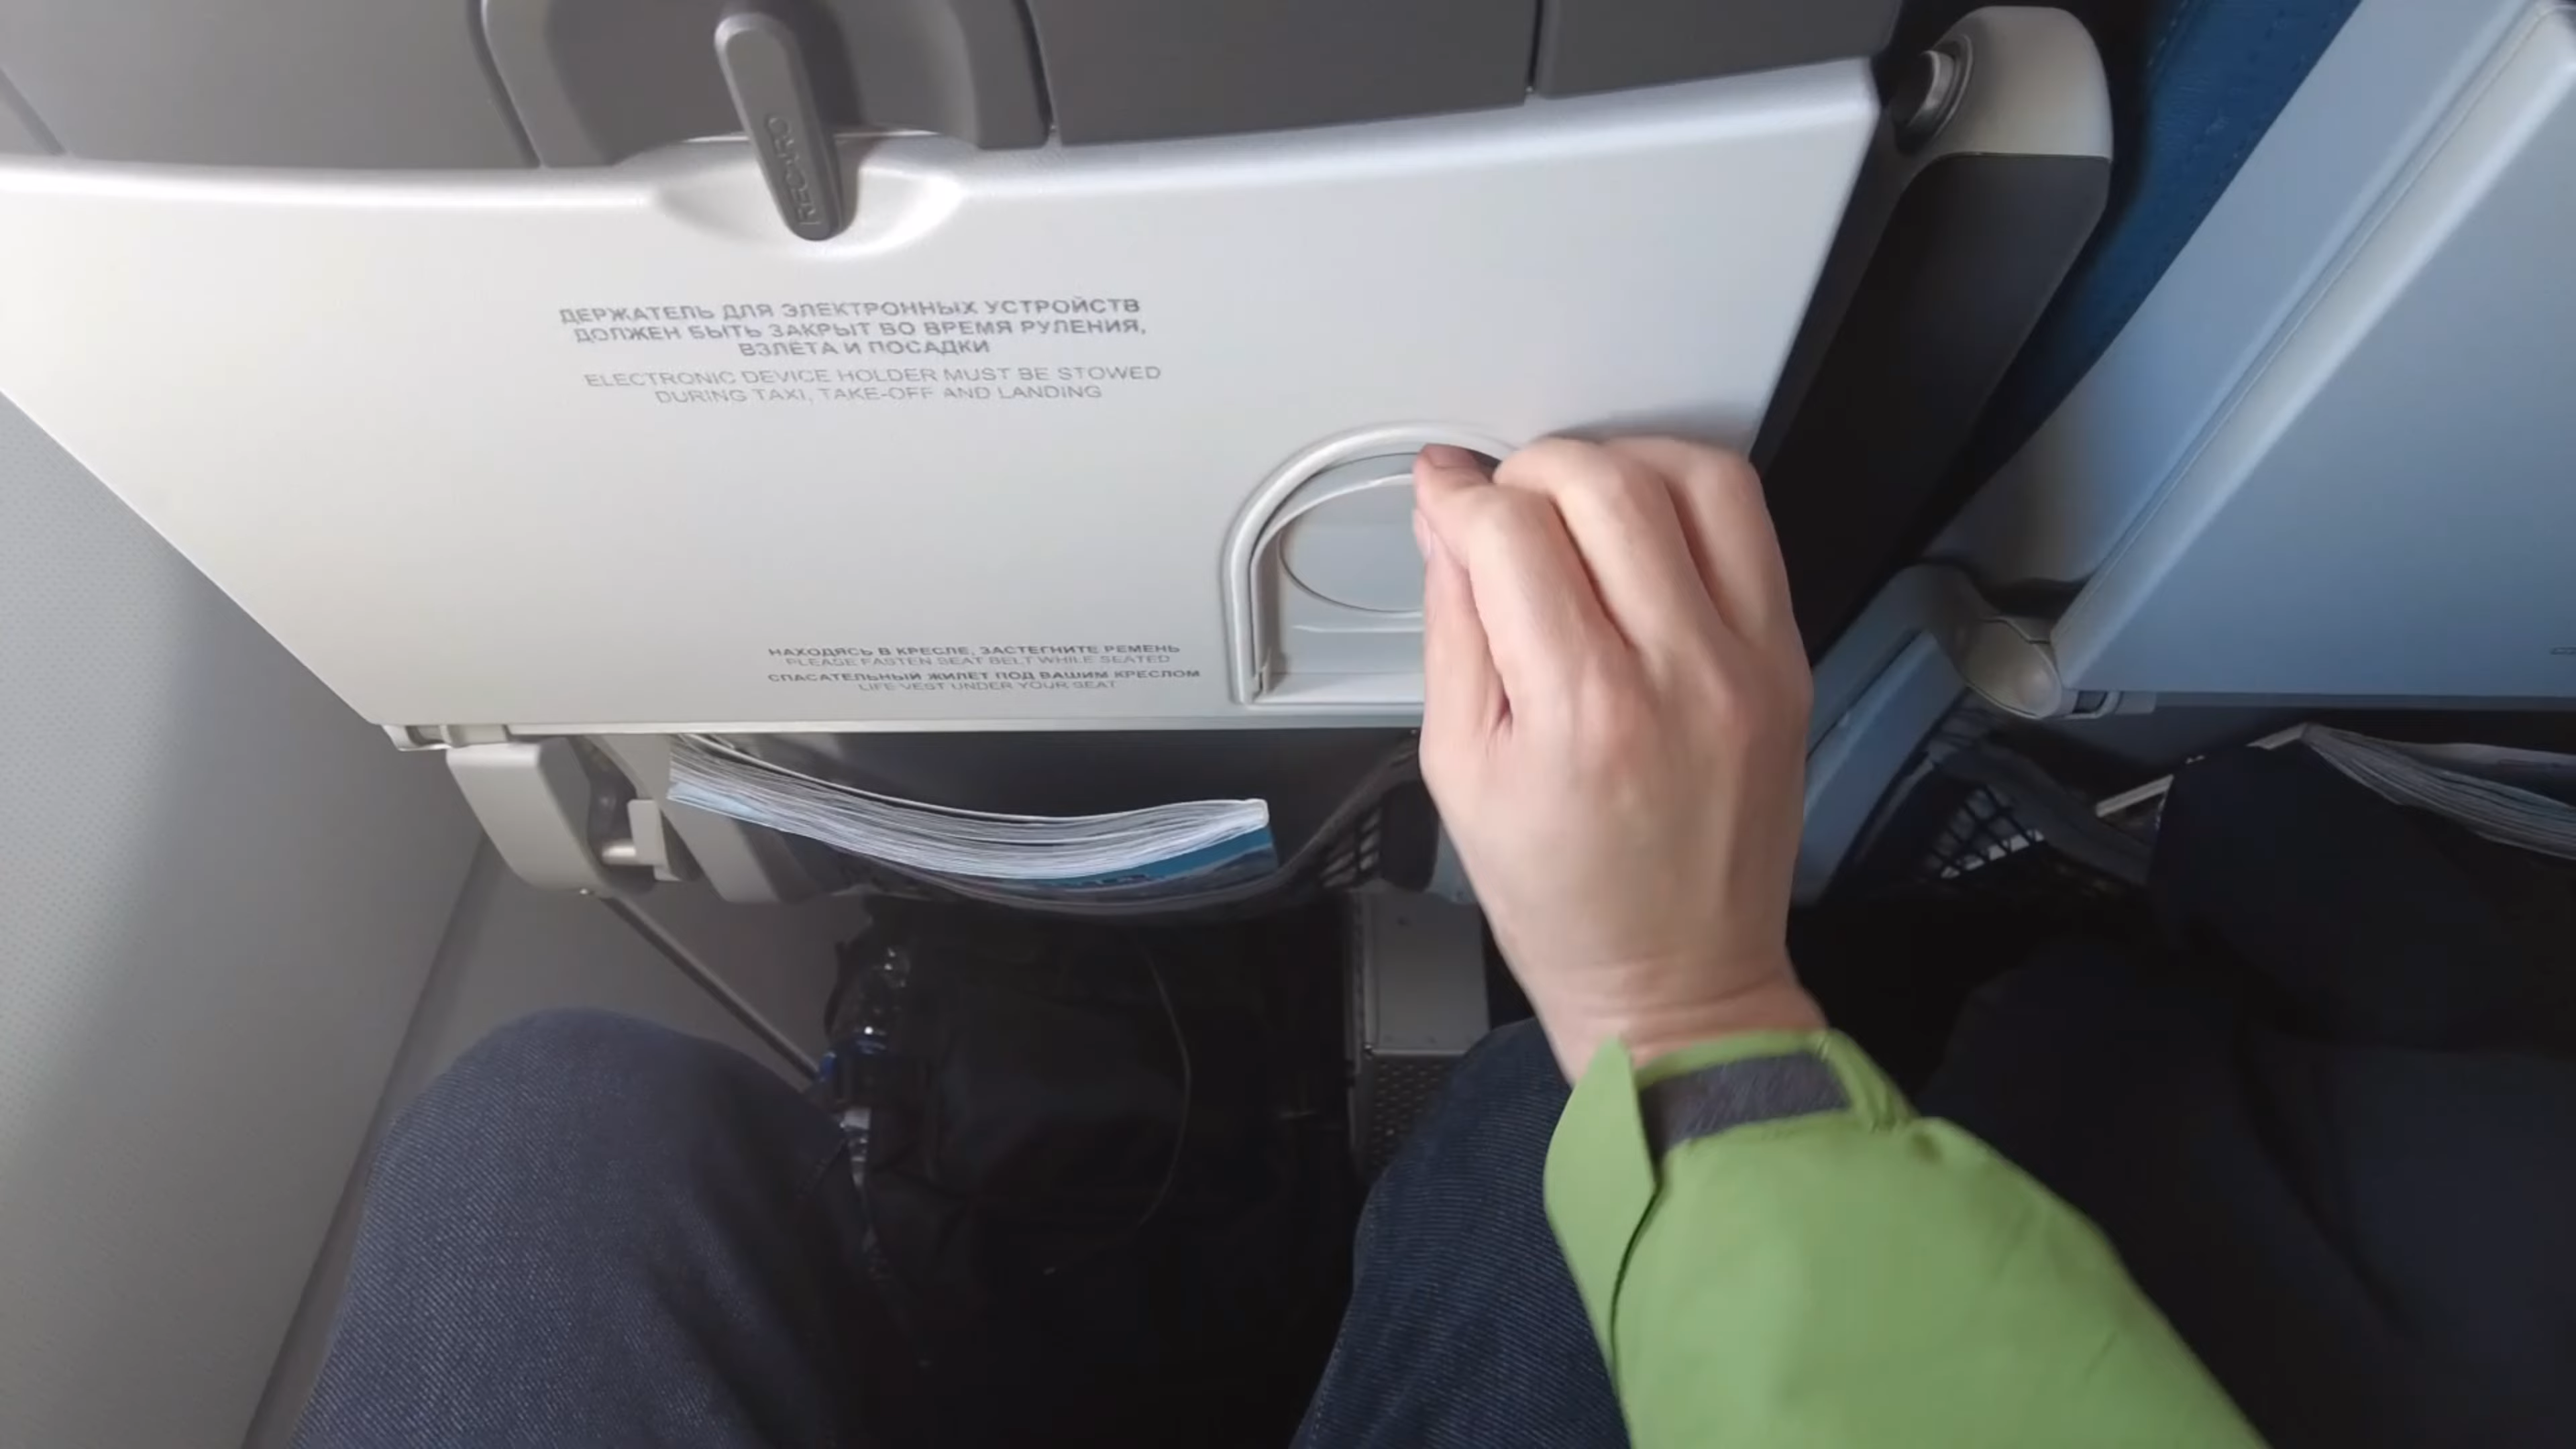 RECARO
ДЕРЖАТЕЛЬ ДЛЯ ЭЛЕКТРОННЫХ УСТРОЙСТВ
ДОЛЖЕН БЫТЬ ЗАКРЫТ ВО ВРЕМЯ РУЛЕНИЯ,
ВЗЛЁТА И ПОСАДКИ
ELECTRONIC DEVICE HOLDER MUST BE STOWED
DURING TAXI, TAKE-OFF AND LANDING
НАХОДЯСЬ В КРЕСЛЕ, ЗАСТЕГНИТЕ РЕМЕНЬ
PLEASE FASTEN SEAT BELT WHILE SEATED
СПАСАТЕЛЬНЫЙ ЖИЛЕТ ПОД ВАШИМ КРЕСЛОМ
LIFE VEST UNDER YOUR SEAT